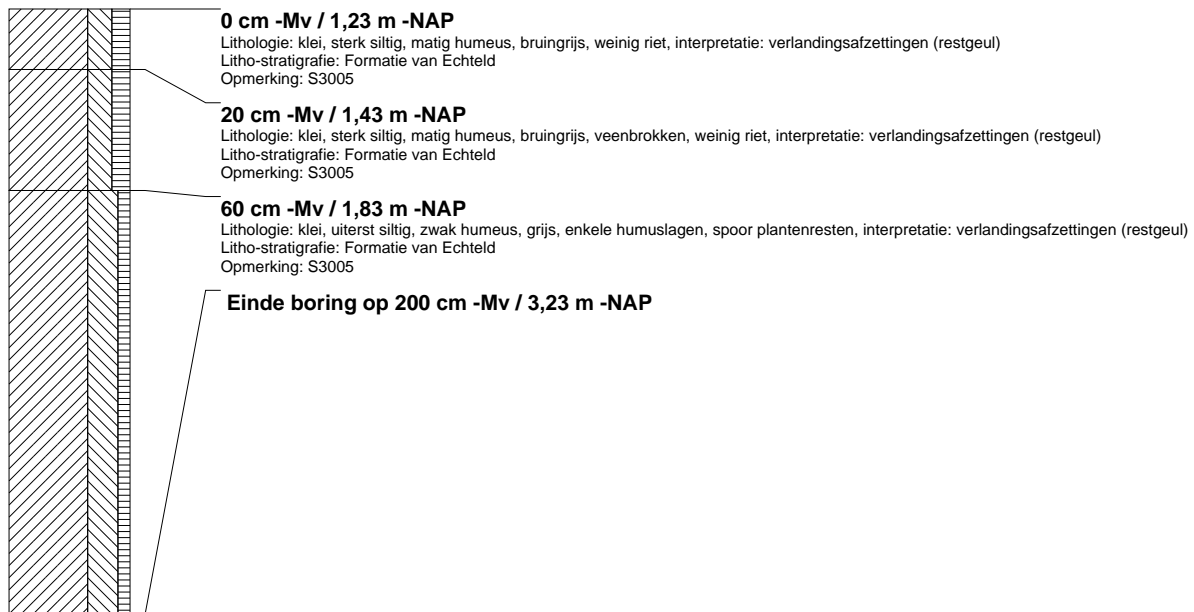 0 cm -Mv / 1,23 m -NAP
Lithologie: klei, sterk siltig, matig humeus, bruingrijs, weinig riet, interpretatie: verlandingsafzettingen (restgeul)
Litho-stratigrafie: Formatie van Echteld
Opmerking: S3005
20 cm -Mv / 1,43 m -NAP
Lithologie: klei, sterk siltig, matig humeus, bruingrijs, veenbrokken, weinig riet, interpretatie: verlandingsafzettingen (restgeul)
Litho-stratigrafie: Formatie van Echteld
Opmerking: S3005
60 cm -Mv / 1,83 m -NAP
Lithologie: klei, uiterst siltig, zwak humeus, grijs, enkele humuslagen, spoor plantenresten, interpretatie: verlandingsafzettingen (restgeul)
Litho-stratigrafie: Formatie van Echteld
Opmerking: S3005
Einde boring op 200 cm -Mv / 3,23 m -NAP